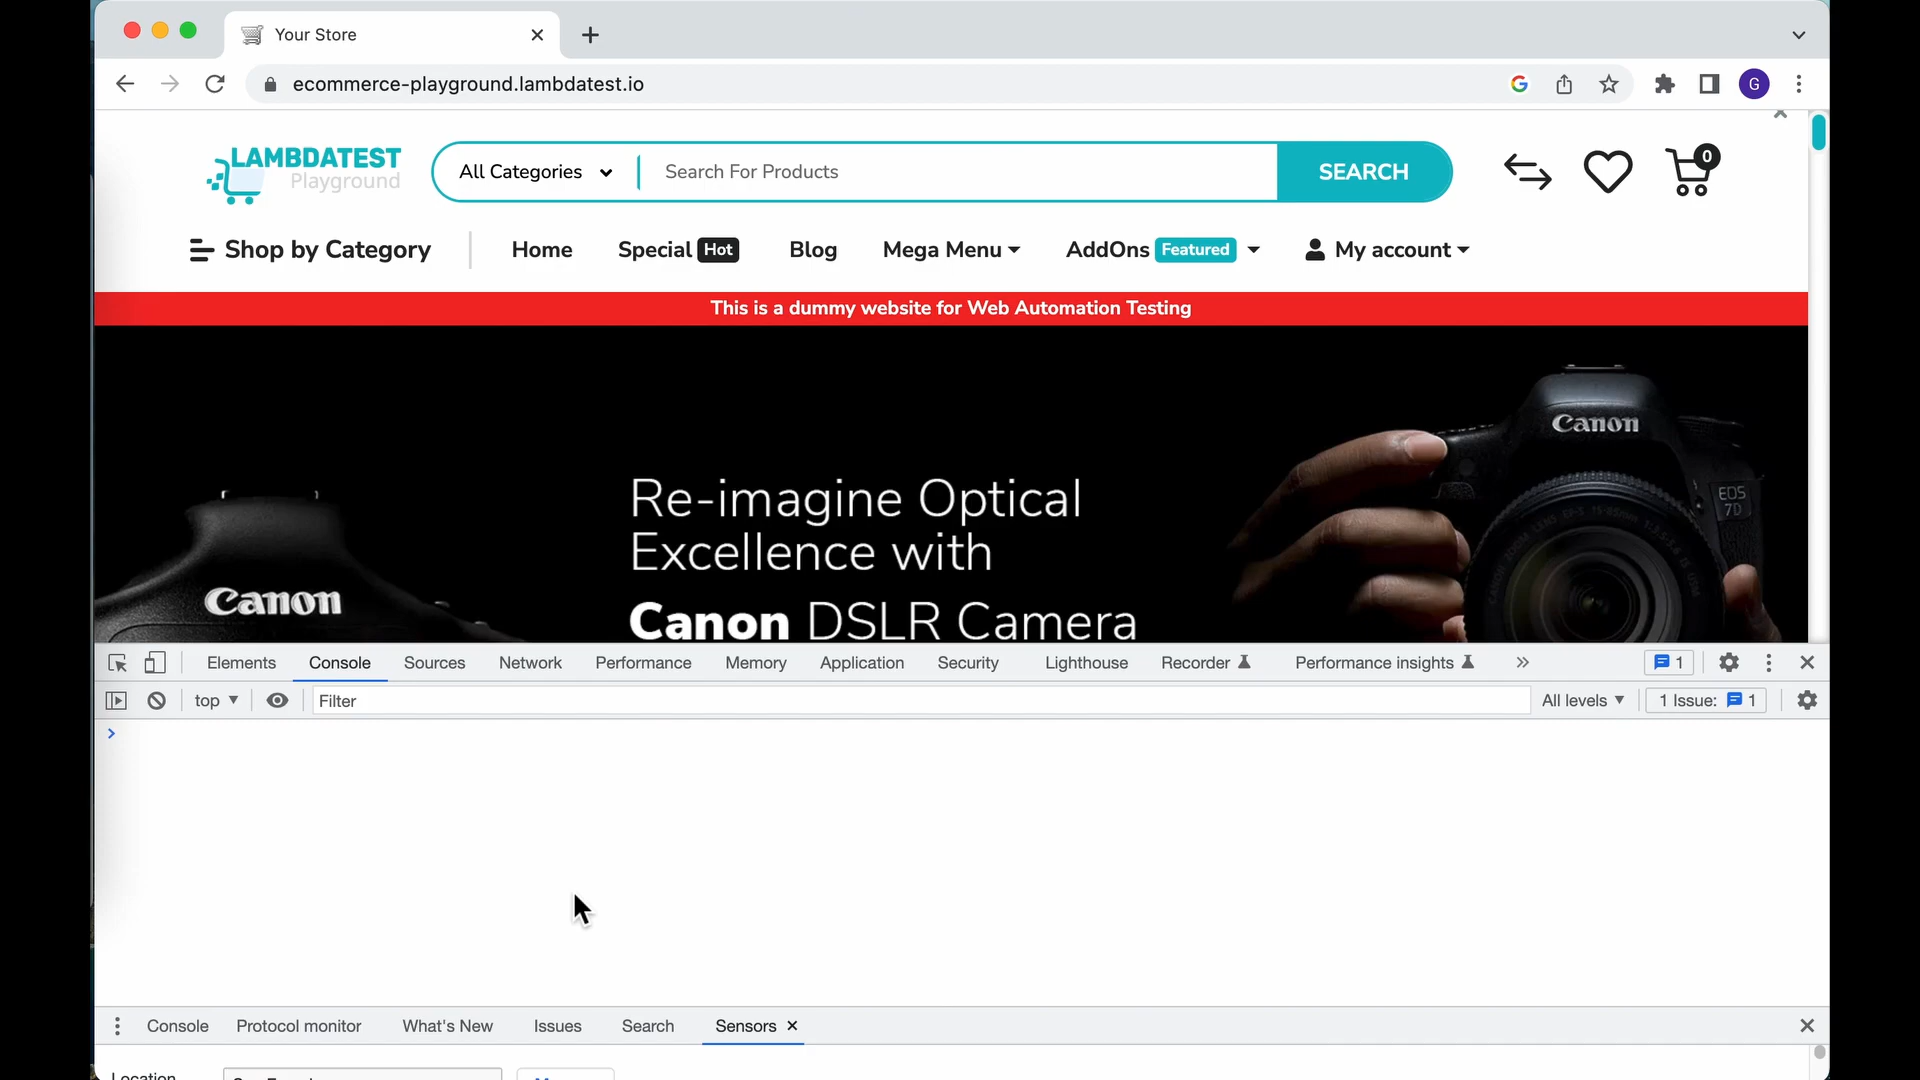 Your Store
ecommerce-playground.lambdatest.io
G
LAMBDATEST
Playground
All Categories
Search For Products
SEARCH
0
Shop by Category
Home
Special Hot
Blog
Mega Menu
AddOns Featured
My account
This is a dummy website for Web Automation Testing
Canon
EOS
7D
Re-imagine Optical
Excellence with
Canon
Canon DSLR Camera
Elements Console Sources Network Performance Memory Application Security Lighthouse Recorder Performance insights 1
top Filter All levels 1 Issue: 1
Console Protocol monitor What's New Issues Search Sensors
Location